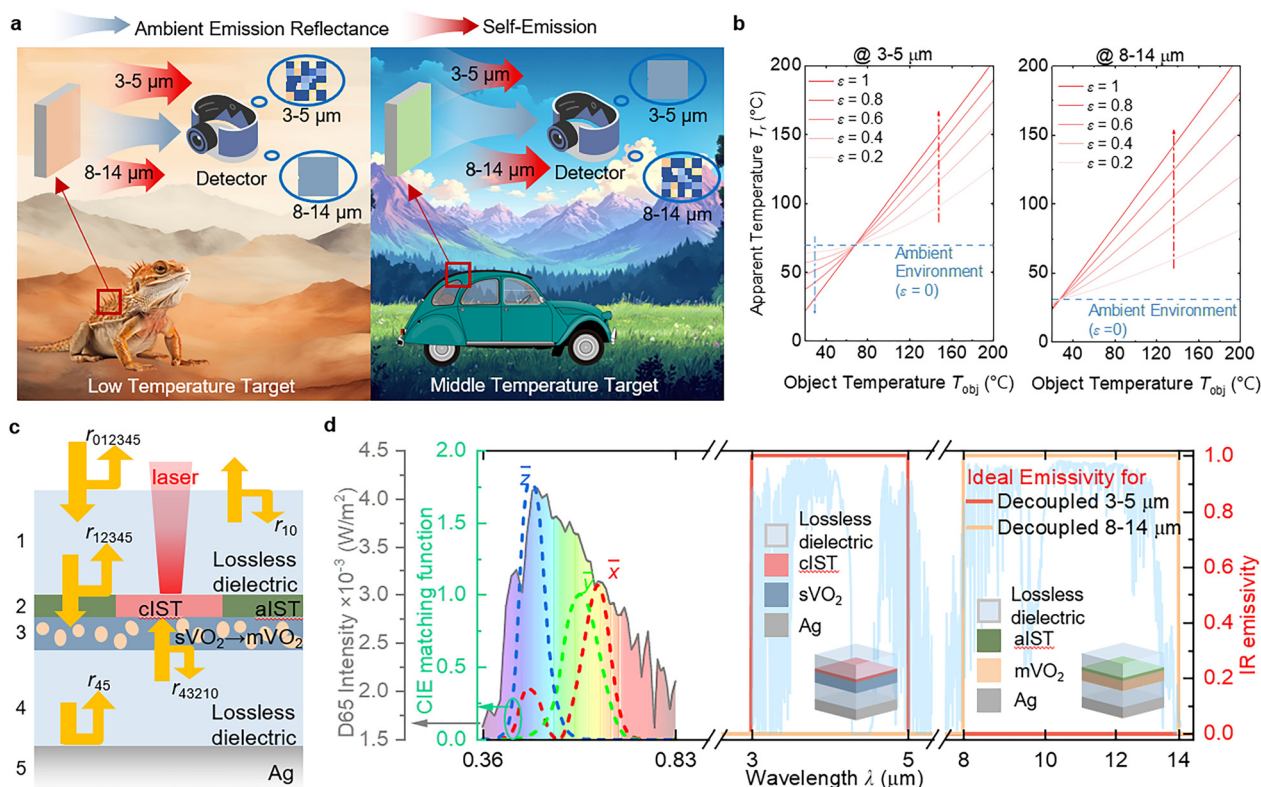 a
Ambient Emission Reflectance
Self-Emission
3-5 μm
3-5 μm
8-14 μm
Detector
8-14 μm
Low Temperature Target
3-5 μm
3-5 μm
8-14 μm
Detector
8-14 μm
Middle Temperature Target
b
@ 3-5 μm
@ 8-14 μm
Apparent Temperature Tr (°C)
200
150
100
50
0
ε = 1
ε = 0.8
ε = 0.6
ε = 0.4
ε = 0.2
Ambient
Environment
(ε = 0)
40 80 120 160 200
Object Temperature Tobj (°C)
200
150
100
50
0
ε = 1
ε = 0.8
ε = 0.6
ε = 0.4
ε = 0.2
Ambient Environment
(ε =0)
40 80 120 160 200
Object Temperature Tobj (°C)
c
r012345
laser
r10
1
r12345
Lossless
dielectric
2
cIST
aIST
3
sVO2→mVO2
r45
r43210
4
Lossless
dielectric
5
Ag
d
D65 Intensity ×10-3 (W/m2)
4.5
4.0
3.5
3.0
2.5
2.0
1.5
CIE matching function
2.0
1.5
1.0
0.5
0.0
z̅
y̅
x̅
0.36
0.83
Lossless
dielectric
cIST
sVO2
Ag
3
5
Wavelength λ (μm)
Ideal Emissivity for
Decoupled 3-5 μm
Decoupled 8-14 μm
Lossless
dielectric
aIST
mVO2
Ag
8
10
12
14
1.0
0.8
0.6
0.4
0.2
0.0
IR emissivity